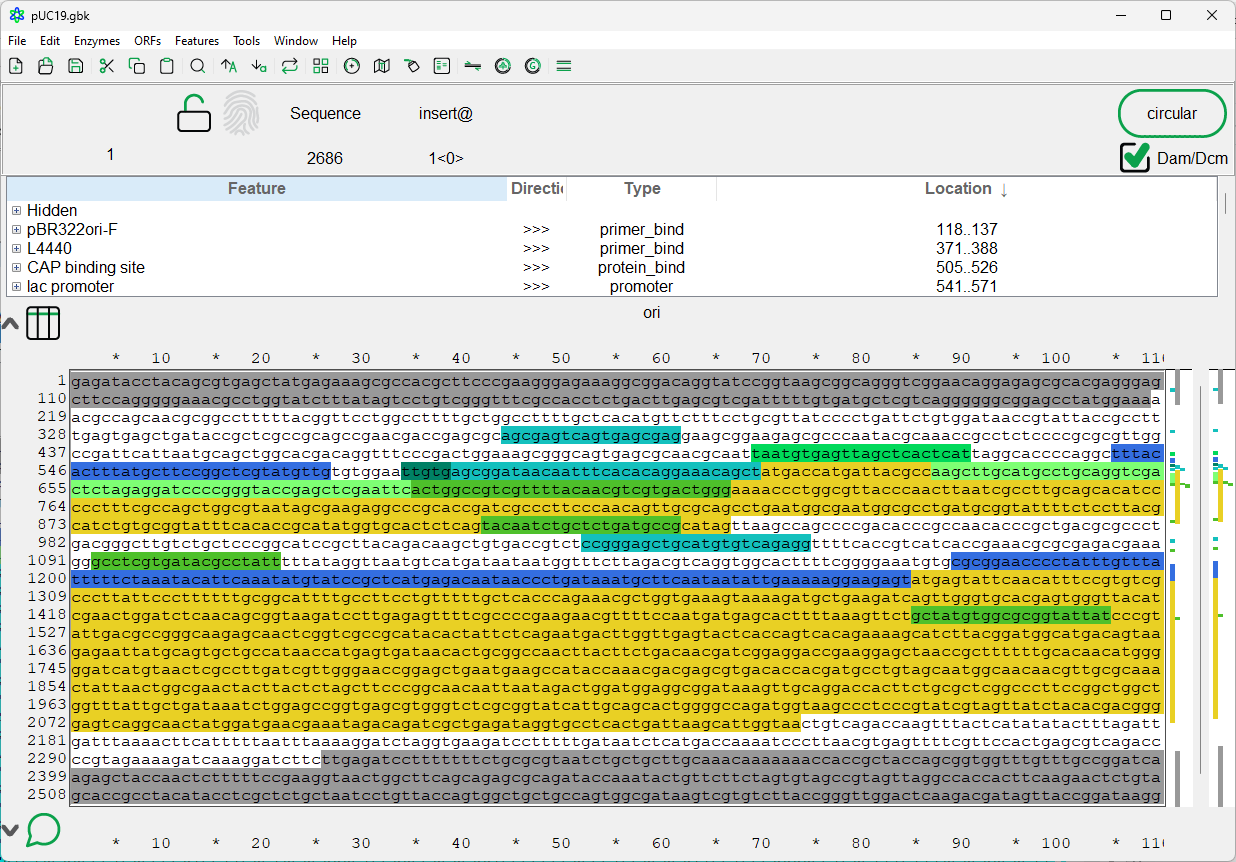 pUC19.gbk
File Edit Enzymes ORFs Features Tools Window Help
Sequence insert@ circular
1 2686 1<0> Dam/Dcm
Feature Directi Type Location ↓
Hidden
pBR322ori-F >>> primer_bind 118..137
L4440 >>> primer_bind 371..388
CAP binding site >>> protein_bind 505..526
lac promoter >>> promoter 541..571
ori
* 10 * 20 * 30 * 40 * 50 * 60 * 70 * 80 * 90 * 100 * 11
1 gagatacctacagcgtgagctatgagaaagcgccacgcttcccgaagggagaaaggcggacaggtatccggtaagcggcagggtcggaacaggagagcgcacgagggag
110 cttccagggggaaacgcctggtatctttatagtcctgtcgggtttcgccacctctgacttgagcgtcgatttttgtgatgctcgtcaggggggcggagcctatggaaaa
219 acgccagcaacgcggcctttttacggttcctggccttttgctggccttttgctcacatgttctttcctgcgttatcccctgattctgtggataaccgtattaccgcctt
328 tgagtgagctgataccgctcgccgcagccgaacgaccgagcgcagcgagtcagtgagcgaggaagcggaagagcgcccaatacgcaaaccgcctctccccgcgcgttgg
437 ccgattcattaatgcagctggcacgacaggtttcccgactggaaagcgggcagtgagcgcaacgcaattaatgtgagttagctcactcattaggcaccccaggctttac
546 actttatgcttccggctcgtatgttgtgtggaattgtgagcggataacaatttcacacaggaaacagctatgaccatgattacgccaagcttgcatgcctgcaggtcga
655 ctctagaggatccccgggtaccgagctcgaattcactggccgtcgttttacaacgtcgtgactgggaaaaccctggcgttacccaacttaatcgccttgcagcacatcc
764 ccctttcgccagctggcgtaatagcgaagaggcccgcaccgatcgcccttcccaacagttgcgcagcctgaatggcgaatggcgcctgatgcggtattttctccttacg
873 catctgtgcggtatttcacaccgcatatggtgcactctcagtacaatctgctctgatgccgcatagttaagccagccccgacacccgccaacacccgctgacgcgccct
982 gacgggcttgtctgctcccggcatccgcttacagacaagctgtgaccgtctccgggagctgcatgtgtcagaggttttcaccgtcatcaccgaaacgcgcgagacgaaa
1091 gggcctcgtgatacgcctatttttataggttaatgtcatgataataatggtttcttagacgtcaggtggcacttttcggggaaatgtgcgcggaacccctatttgttta
1200 tttttctaaatacattcaaatatgtatccgctcatgagacaataaccctgataaatgcttcaataatattgaaaaaggaagagtatgagtattcaacatttccgtgtcg
1309 cccttattcccttttttgcggcattttgccttcctgtttttgctcacccagaaacgctggtgaaagtaaaagatgctgaagatcagttgggtgcacgagtgggttacat
1418 cgaactggatctcaacagcggtaagatccttgagagttttcgccccgaagaacgttttccaatgatgagcacttttaaagttctgctatgtggcgcggtattatcccgt
1527 attgacgccgggcaagagcaactcggtcgccgcatacactattctcagaatgacttggttgagtactcaccagtcacagaaaagcatcttacggatggcatgacagtaa
1636 gagaattatgcagtgctgccataaccatgagtgataacactgcggccaacttacttctgacaacgatcggaggaccgaaggagctaaccgcttttttgcacaacatggg
1745 ggatcatgtaactcgccttgatcgttgggaaccggagctgaatgaagccataccaaacgacgagcgtgacaccacgatgcctgtagcaatggcaacaacgttgcgcaaa
1854 ctattaactggcgaactacttactctagcttcccggcaacaattaatagactggatggaggcggataaagttgcaggaccacttctgcgctcggcccttccggctggct
1963 ggtttattgctgataaatctggagccggtgagcgtgggtctcgcggtatcattgcagcactggggccagatggtaagccctcccgtatcgtagttatctacacgacggg
2072 gagtcaggcaactatggatgaacgaaatagacagatcgctgagataggtgcctcactgattaagcattggtaactgtcagaccaagtttactcatatatactttagatt
2181 gatttaaaacttcatttttaatttaaaaggatctaggtgaagatcctttttgataatctcatgaccaaaatcccttaacgtgagttttcgttccactgagcgtcagacc
2290 ccgtagaaaagatcaaaggatcttcttgagatcctttttttctgcgcgtaatctgctgcttgcaaacaaaaaaaccaccgctaccagcggtggtttgtttgccggatca
2399 agagctaccaactctttttccgaaggtaactggcttcagcagagcgcagataccaaatactgttcttctagtgtagccgtagttaggccaccacttcaagaactctgta
2508 gcaccgcctacatacctcgctctgctaatcctgttaccagtggctgctgccagtggcgataagtcgtgtcttaccgggttggactcaagacgatagttaccggataagg
* 10 * 20 * 30 * 40 * 50 * 60 * 70 * 80 * 90 * 100 * 11